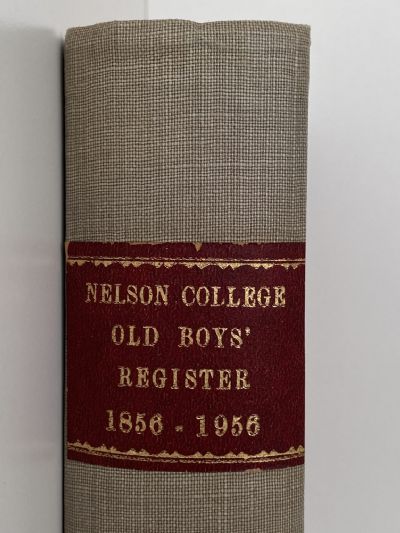 NELSON COLLEGE
OLD BOYS'
REGISTER
1856 - 1956